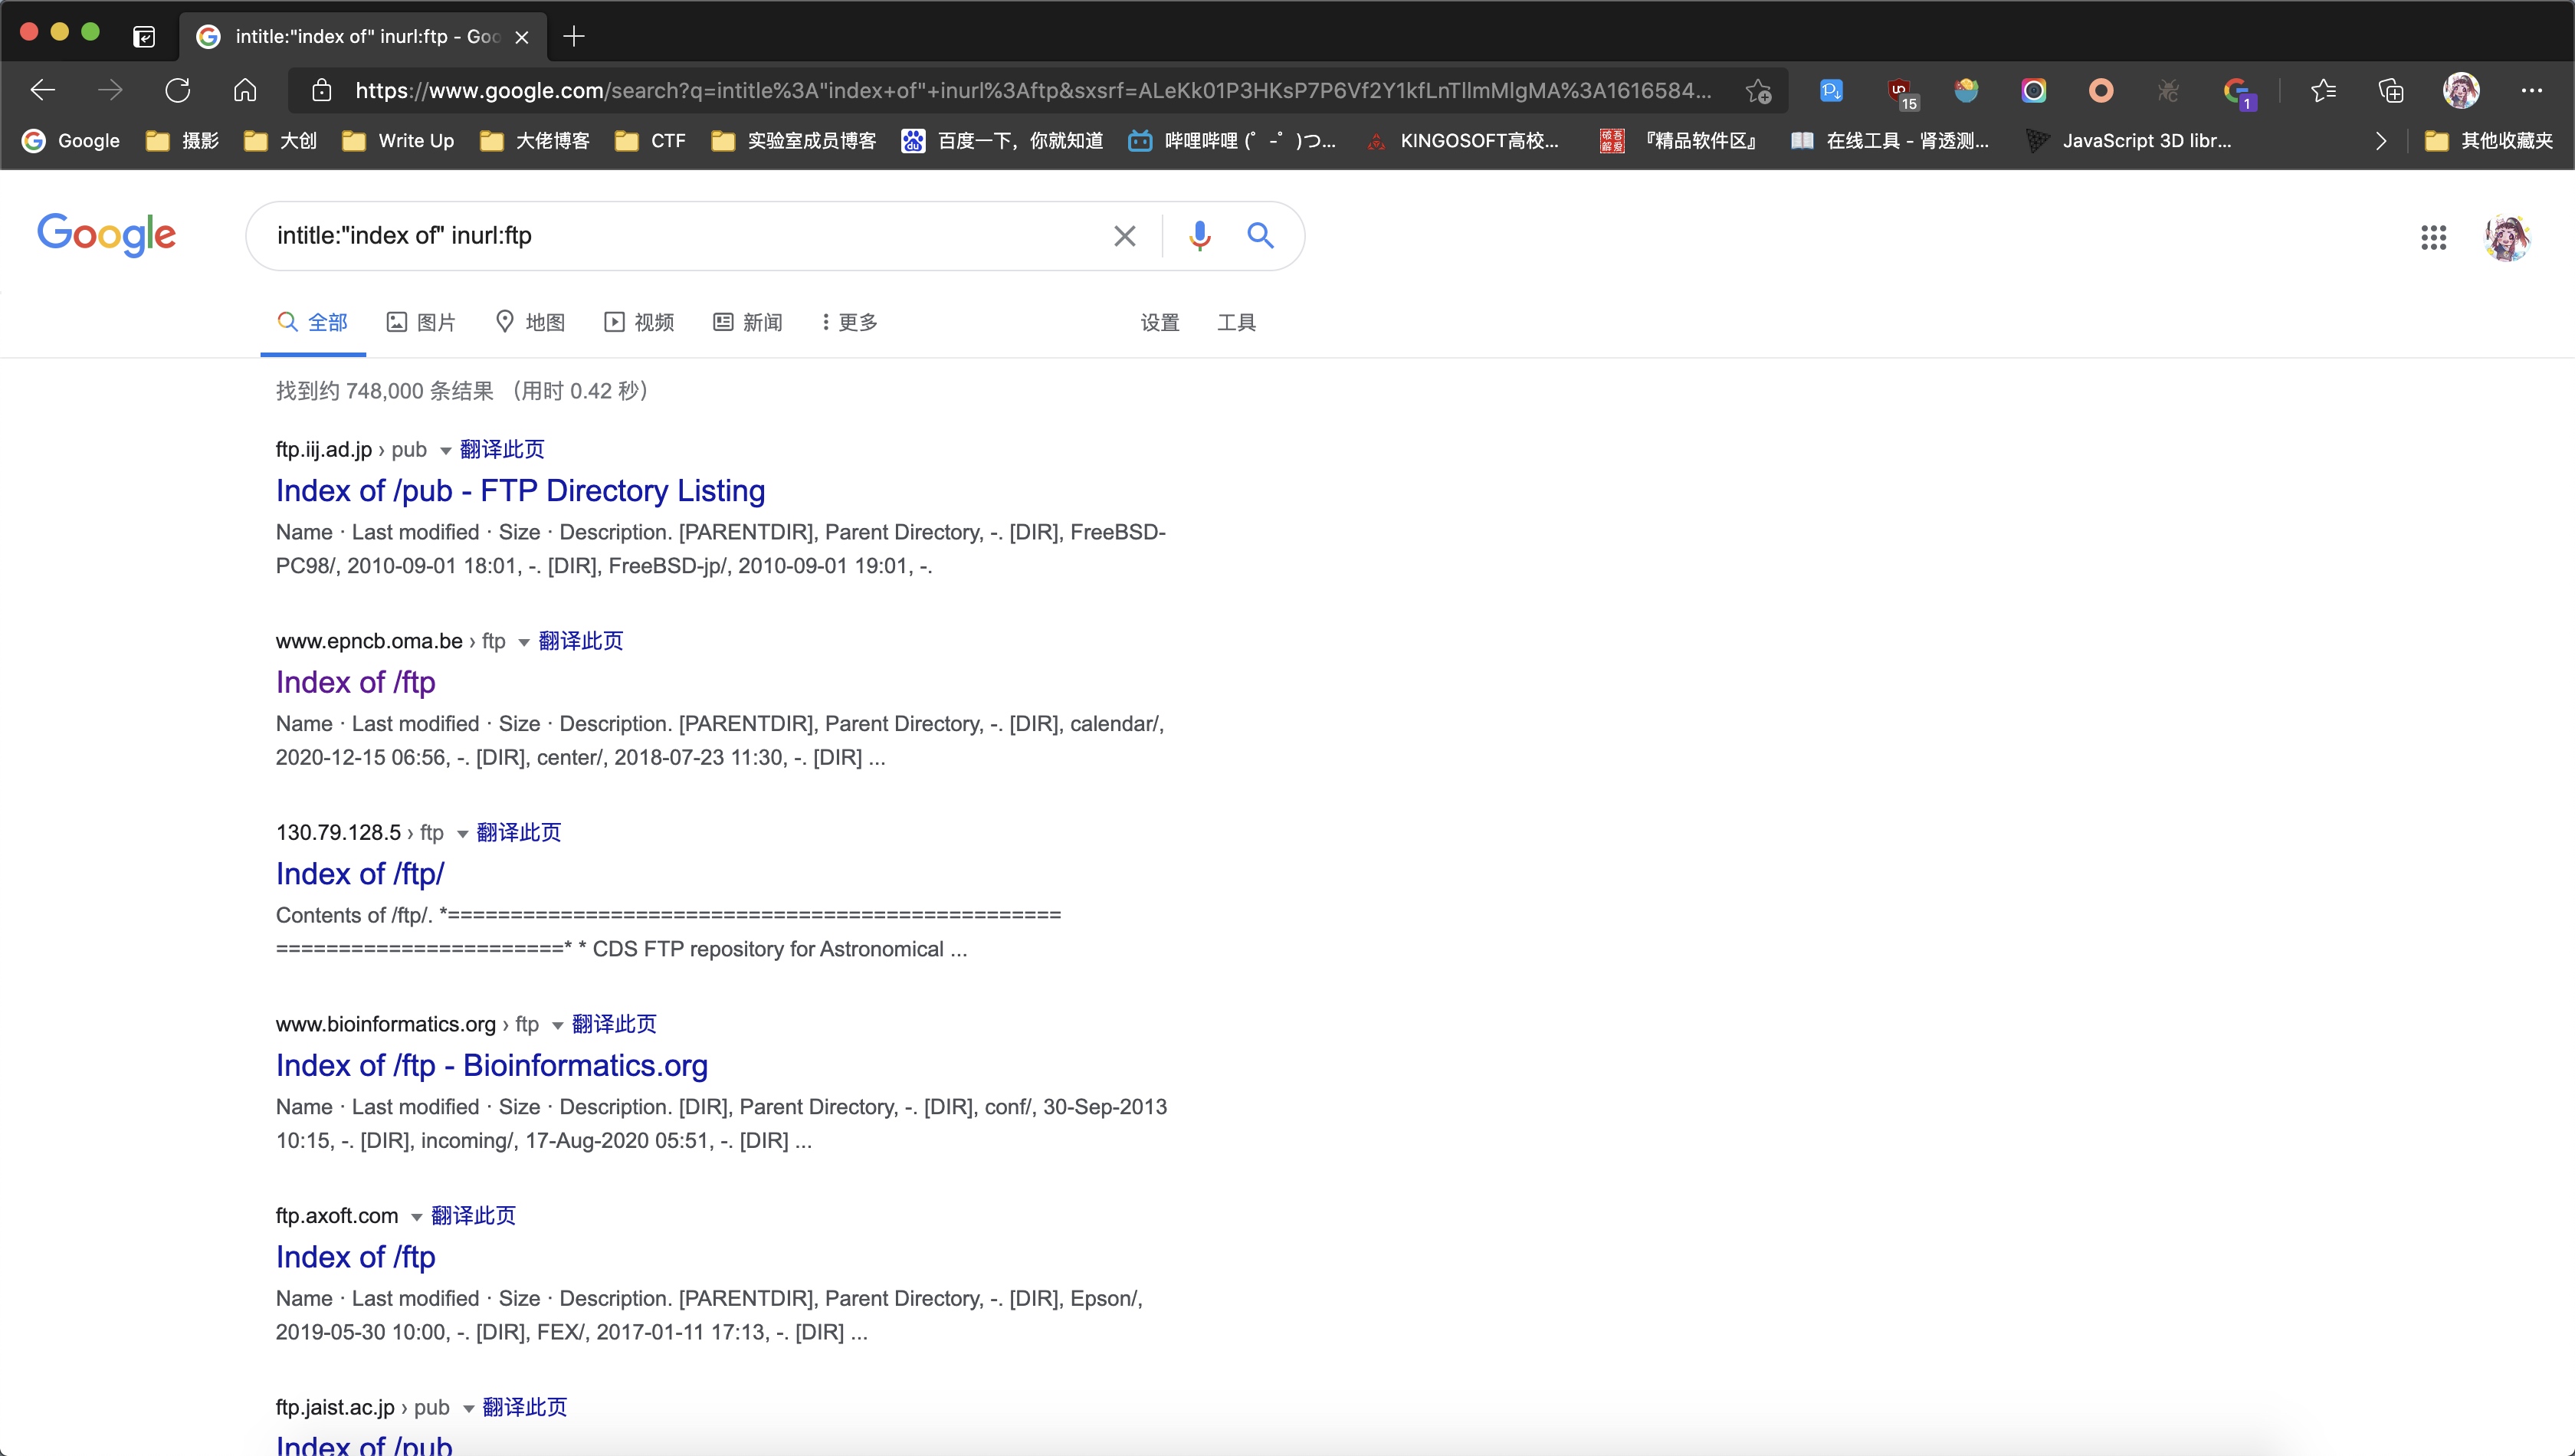 intitle:"index of" inurl:ftp - Goo
https://www.google.com/search?q=intitle%3A"index+of"+inurl%3Aftp&sxsrf=ALeKk01P3HKsP7P6Vf2Y1kfLnTllmMlgMA%3A1616584...
15
1
Google 摄影 大创 Write Up 大佬博客 CTF 实验室成员博客 百度一下，你就知道 哔哩哔哩 (゜-゜)つ... KINGOSOFT高校... 『精品软件区』 在线工具 - 肾透测... JavaScript 3D libr... 其他收藏夹
Google
intitle:"index of" inurl:ftp
全部 图片 地图 视频 新闻 更多 设置 工具
找到约 748,000 条结果 （用时 0.42 秒）
ftp.iij.ad.jp › pub 翻译此页
Index of /pub - FTP Directory Listing
Name · Last modified · Size · Description. [PARENTDIR], Parent Directory, -. [DIR], FreeBSD-
PC98/, 2010-09-01 18:01, -. [DIR], FreeBSD-jp/, 2010-09-01 19:01, -.
www.epncb.oma.be › ftp 翻译此页
Index of /ftp
Name · Last modified · Size · Description. [PARENTDIR], Parent Directory, -. [DIR], calendar/,
2020-12-15 06:56, -. [DIR], center/, 2018-07-23 11:30, -. [DIR] ...
130.79.128.5 › ftp 翻译此页
Index of /ftp/
Contents of /ftp/. *=================================================
=======================* * CDS FTP repository for Astronomical ...
www.bioinformatics.org › ftp 翻译此页
Index of /ftp - Bioinformatics.org
Name · Last modified · Size · Description. [DIR], Parent Directory, -. [DIR], conf/, 30-Sep-2013
10:15, -. [DIR], incoming/, 17-Aug-2020 05:51, -. [DIR] ...
ftp.axoft.com 翻译此页
Index of /ftp
Name · Last modified · Size · Description. [PARENTDIR], Parent Directory, -. [DIR], Epson/,
2019-05-30 10:00, -. [DIR], FEX/, 2017-01-11 17:13, -. [DIR] ...
ftp.jaist.ac.jp › pub 翻译此页
Index of /pub